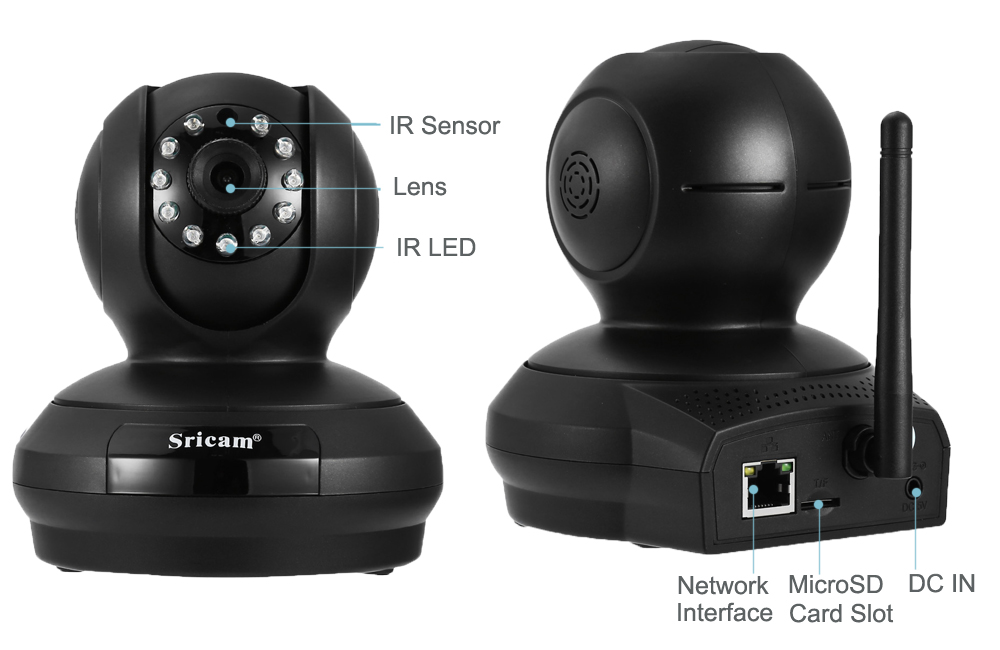 IR Sensor
Lens
IR LED
Sricam®
Network
Interface
MicroSD
Card Slot
DC IN